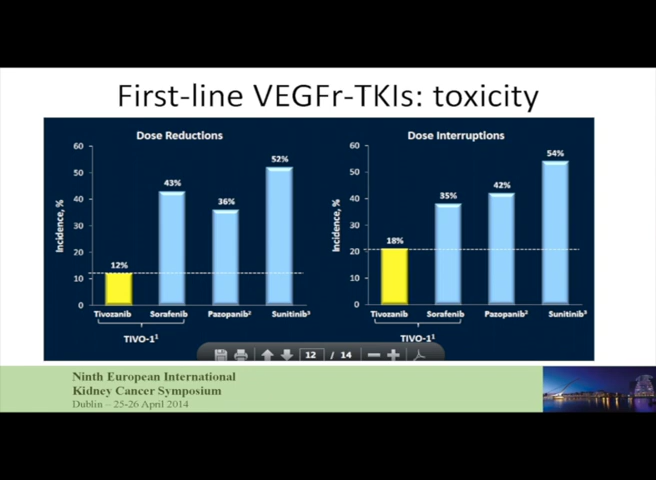 First-line VEGFr-TKIs: toxicity
Dose Reductions
Incidence, %
60
50
40
30
20
10
0
12%
43%
36%
52%
Tivozanib
Sorafenib
Pazopanib²
Sunitinib³
TIVO-1¹
Dose Interruptions
Incidence, %
60
50
40
30
20
10
0
18%
35%
42%
54%
Tivozanib
Sorafenib
Pazopanib²
Sunitinib³
TIVO-1¹
12 / 14
Ninth European International
Kidney Cancer Symposium
Dublin – 25-26 April 2014